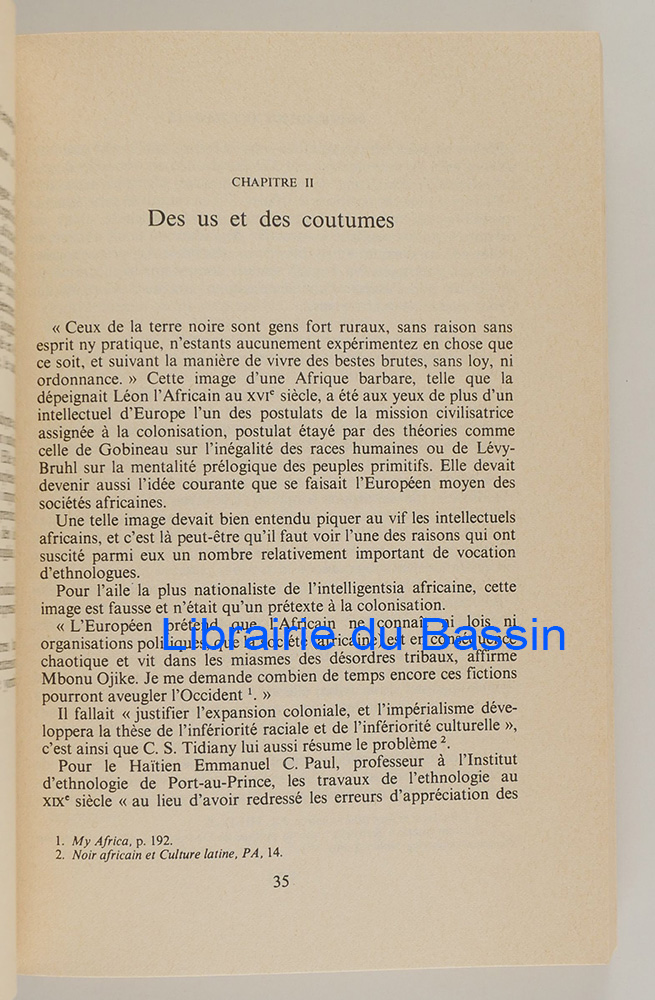 CHAPITRE II
Des us et des coutumes
« Ceux de la terre noire sont gens fort ruraux, sans raison sans
esprit ny pratique, n'estants aucunement expérimentez en chose que
ce soit, et suivant la manière de vivre des bestes brutes, sans loy, ni
ordonnance. » Cette image d'une Afrique barbare, telle que la
dépeignait Léon l'Africain au XVIe siècle, a été aux yeux de plus d'un
intellectuel d'Europe l'un des postulats de la mission civilisatrice
assignée à la colonisation, postulat étayé par des théories comme
celle de Gobineau sur l'inégalité des races humaines ou de Lévy-
Bruhl sur la mentalité prélogique des peuples primitifs. Elle devait
devenir aussi l'idée courante que se faisait l'Européen moyen des
sociétés africaines.
Une telle image devait bien entendu piquer au vif les intellectuels
africains, et c'est là peut-être qu'il faut voir l'une des raisons qui ont
suscité parmi eux un nombre relativement important de vocation
d'ethnologues.
Pour l'aile la plus nationaliste de l'intelligentsia africaine, cette
image est fausse et n'était qu'un prétexte à la colonisation.
« L'Européen prétend que l'Africain ne connaît ni lois ni
organisations politiques, que la société africaine est en conséquence
Librairie du Bassin
chaotique et vit dans les miasmes des désordres tribaux, affirme
Mbonu Ojike. Je me demande combien de temps encore ces fictions
pourront aveugler l'Occident 1. »
Il fallait « justifier l'expansion coloniale, et l'impérialisme déve-
loppera la thèse de l'infériorité raciale et de l'infériorité culturelle »,
c'est ainsi que C. S. Tidiany lui aussi résume le problème 2.
Pour le Haïtien Emmanuel C. Paul, professeur à l'Institut
d'ethnologie de Port-au-Prince, les travaux de l'ethnologie au
XIXe siècle « au lieu d'avoir redressé les erreurs d'appréciation des
1. My Africa, p. 192.
2. Noir africain et Culture latine, PA, 14.
35